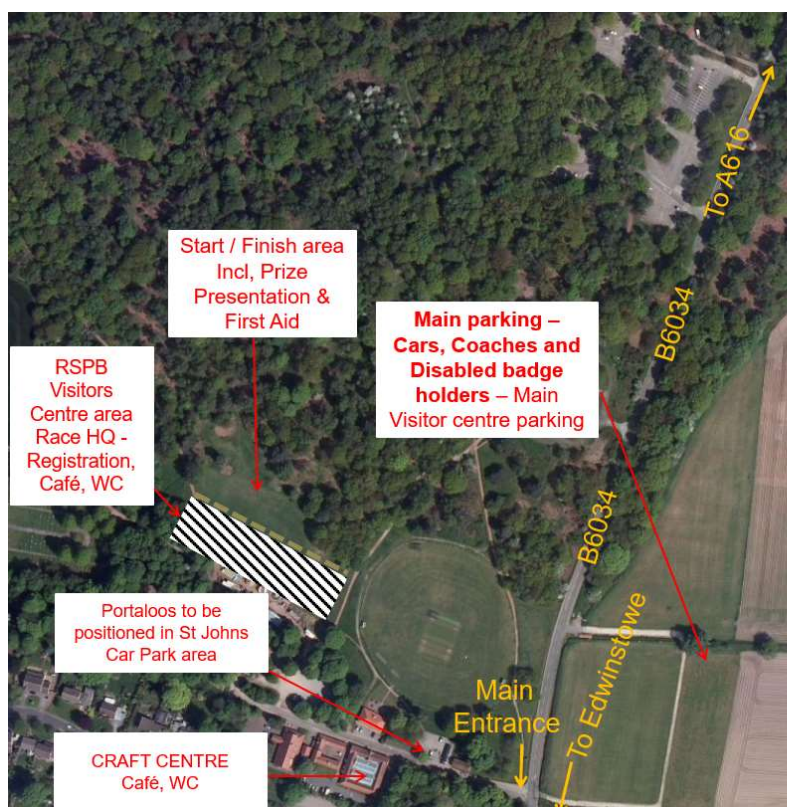 To A616
Start / Finish area
Incl, Prize
Presentation &
First Aid
B6034
Main parking –
Cars, Coaches and
Disabled badge
holders – Main
Visitor centre parking
RSPB
Visitors
Centre area
Race HQ -
Registration,
Café, WC
B6034
Portaloos to be
positioned in St Johns
Car Park area
To Edwinstowe
Main
Entrance
CRAFT CENTRE
Café, WC